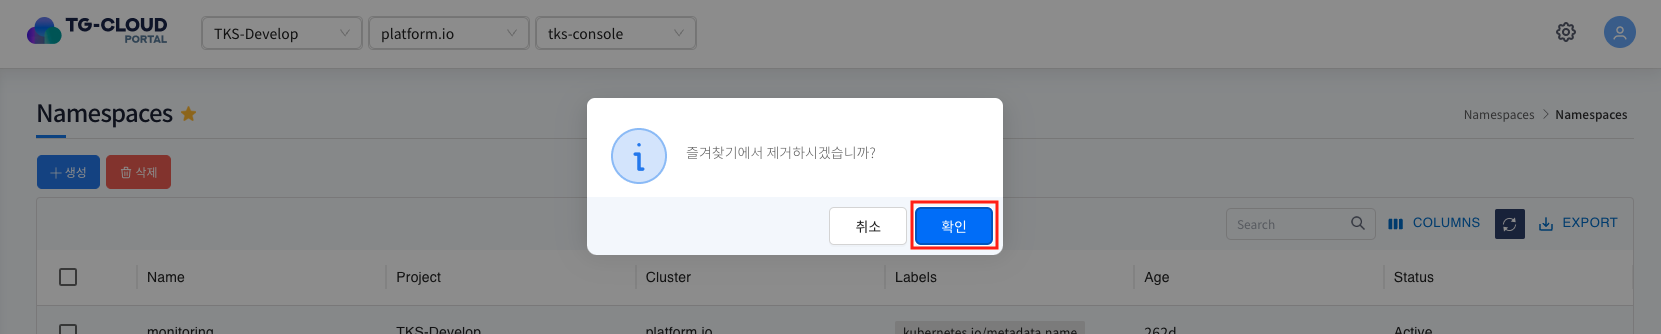 TG-CLOUD
PORTAL
TKS-Develop
platform.io
tks-console
Namespaces
Namespaces > Namespaces
생성
삭제
즐겨찾기에서 제거하시겠습니까?
취소
확인
Search
COLUMNS
EXPORT
Name
Project
Cluster
Labels
Age
Status
monitoring
TKS-Develop
platform.io
kubernetes.io/metadata.name
262d
Active